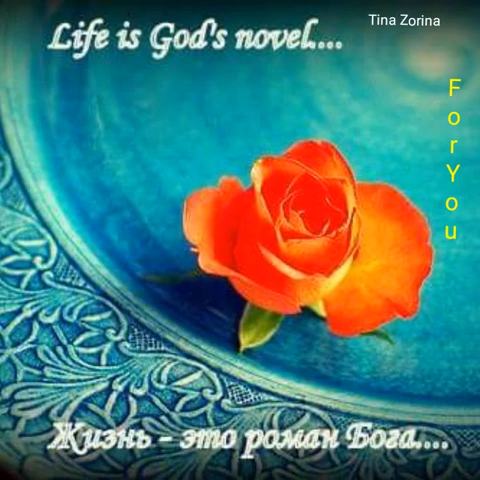 Life is God's novel....
Tina Zorina
ForYou
Жизнь - это роман Бога....